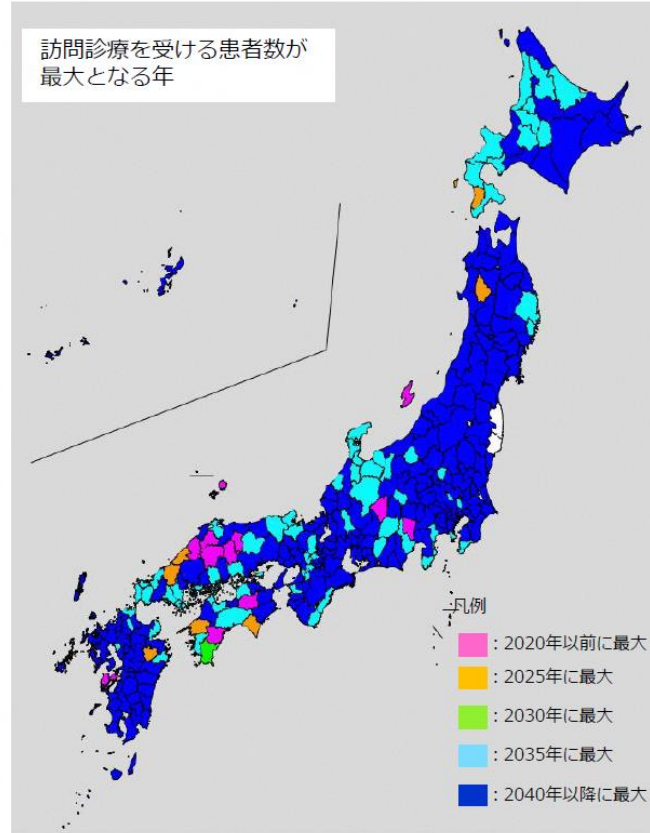 訪問診療を受ける患者数が
最大となる年
凡例
：2020年以前に最大
：2025年に最大
：2030年に最大
：2035年に最大
：2040年以降に最大